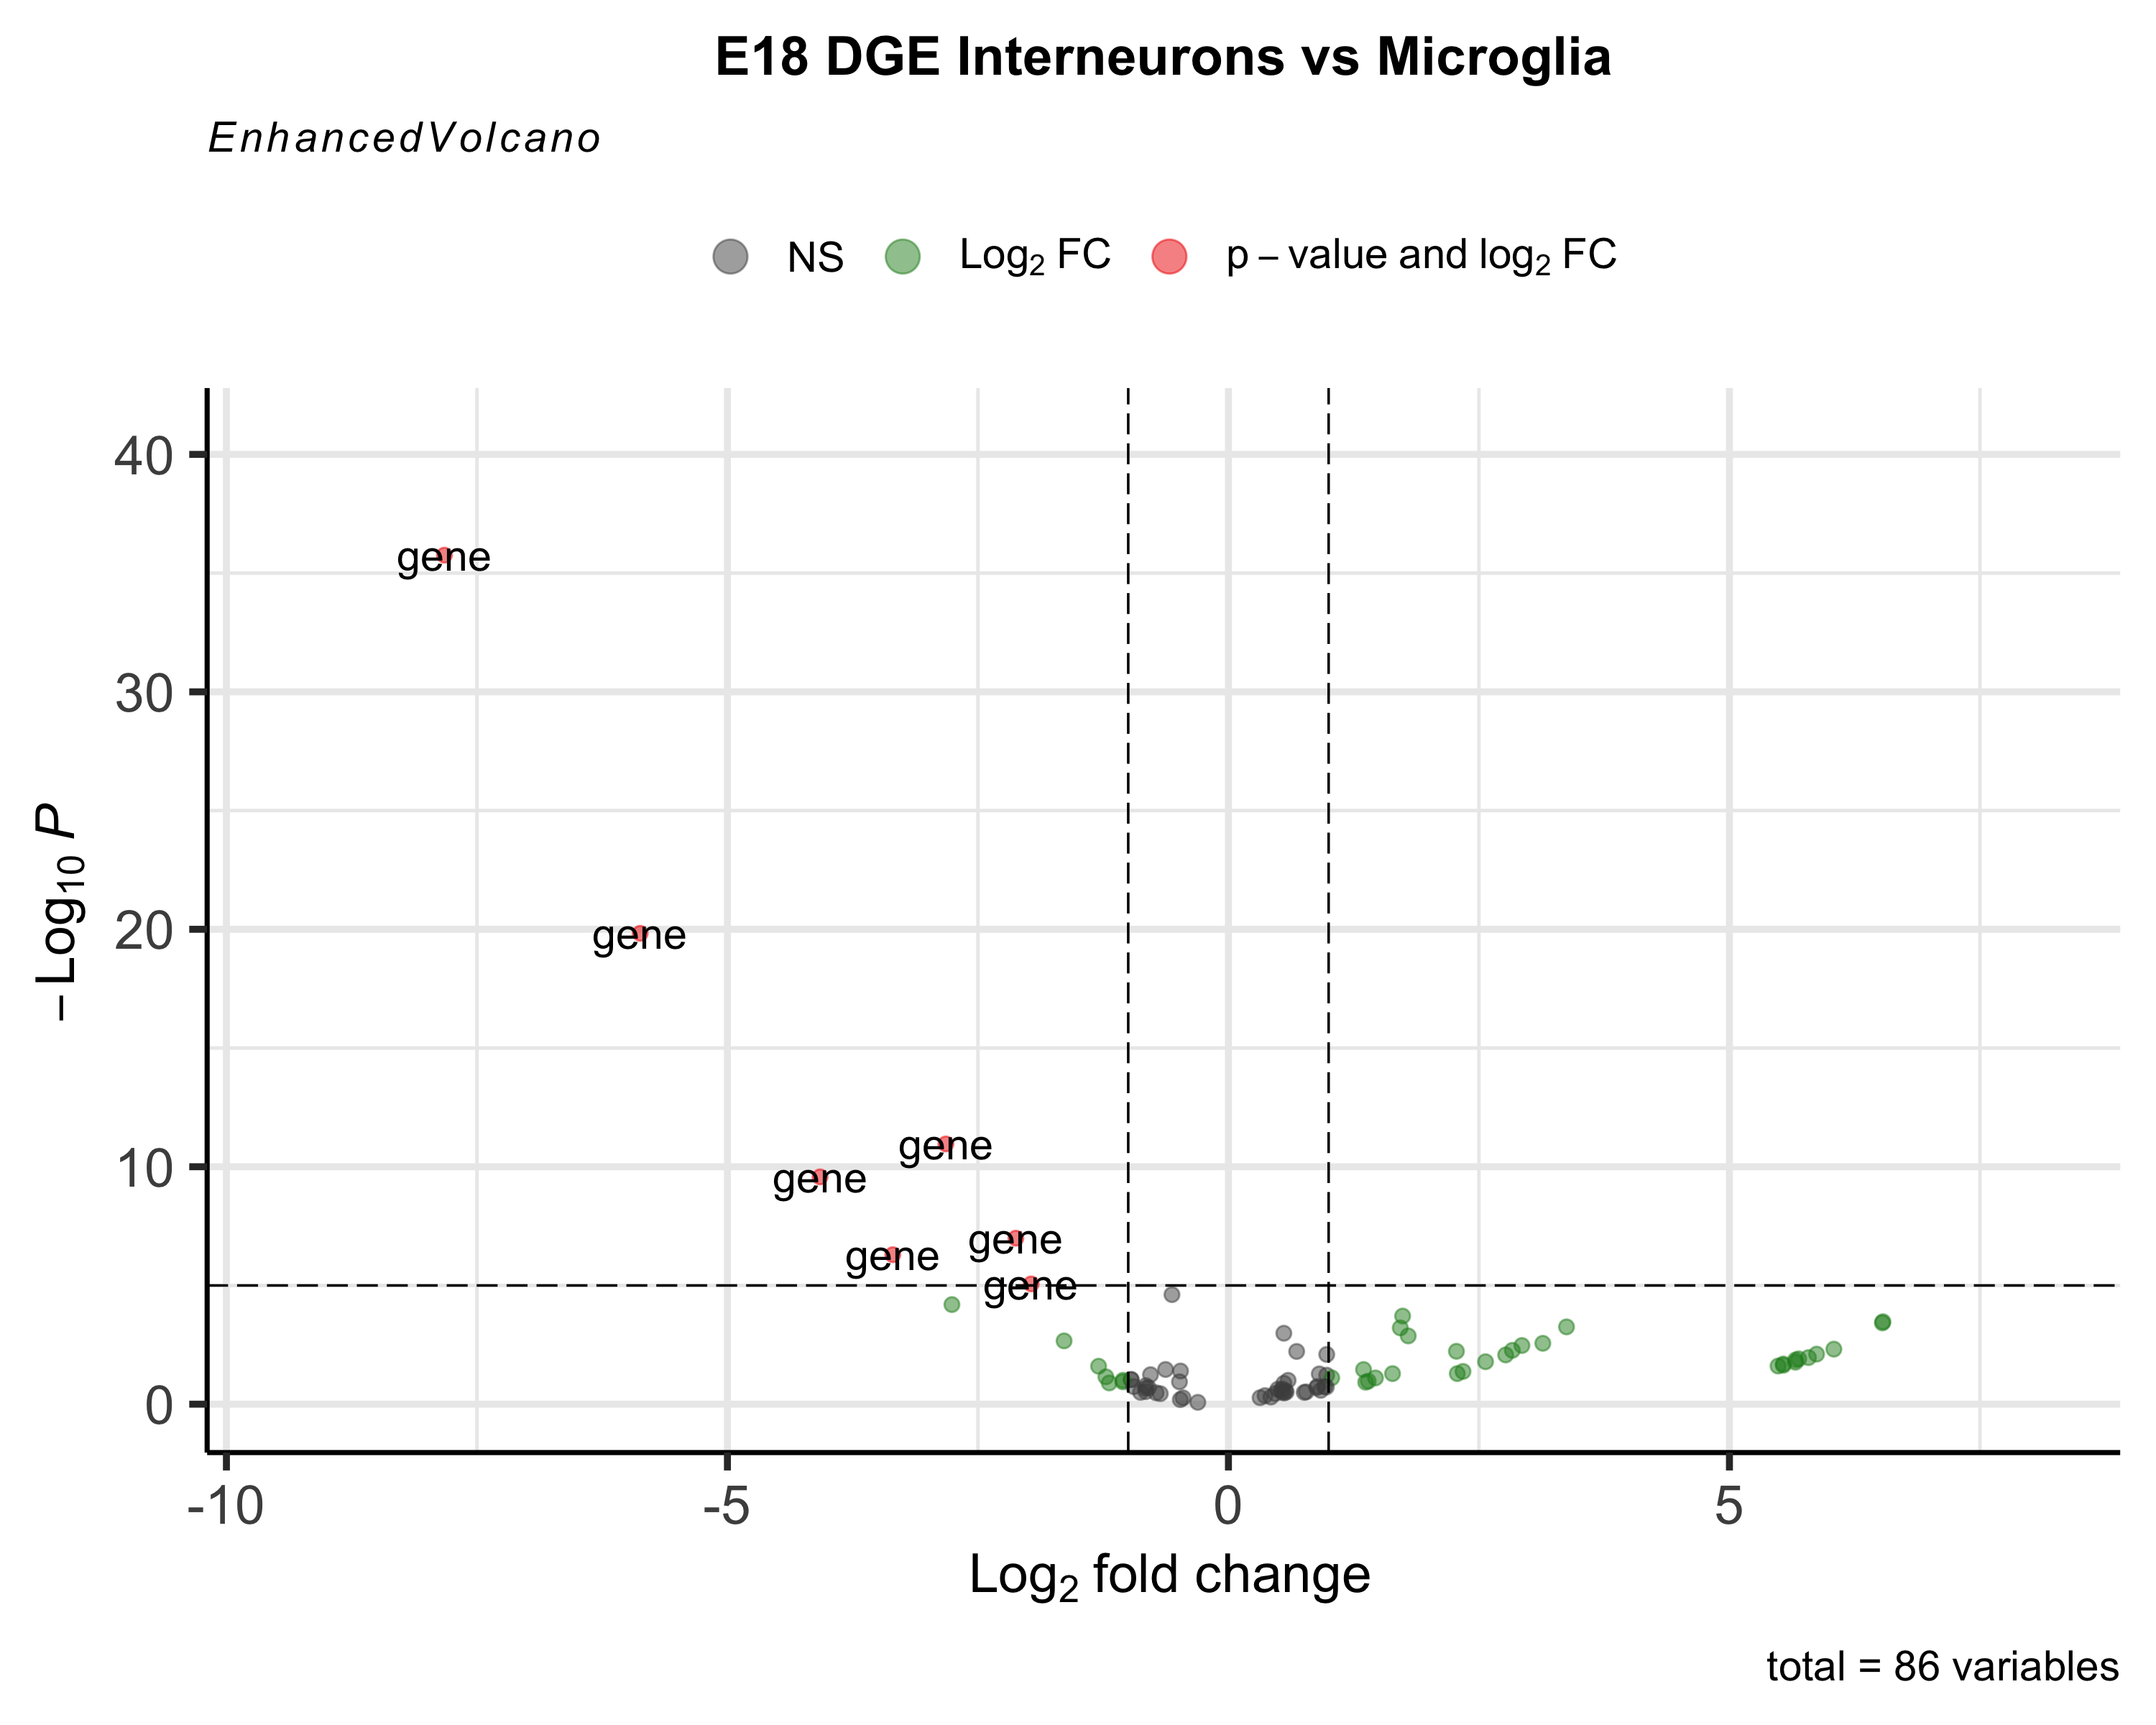 E18 DGE Interneurons vs Microglia
EnhancedVolcano
NS Log2 FC p – value and log2 FC
– Log10 P
40
30
20
10
0
gene
gene
gene
gene
gene
gene
gene
-10 -5 0 5
Log2 fold change
total = 86 variables